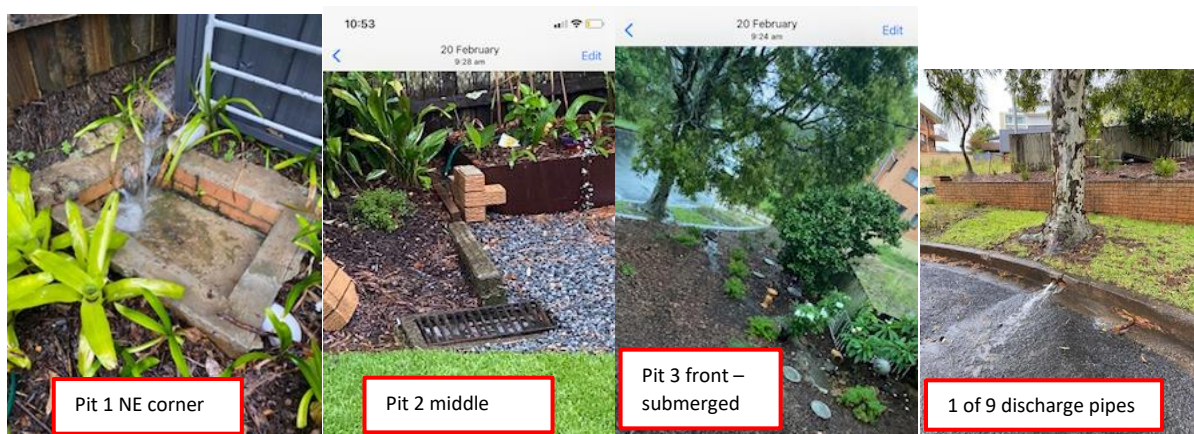 10:53
20 February
9:28 am
Edit
20 February
9:24 am
Edit
Pit 1 NE corner
Pit 2 middle
Pit 3 front –
submerged
1 of 9 discharge pipes